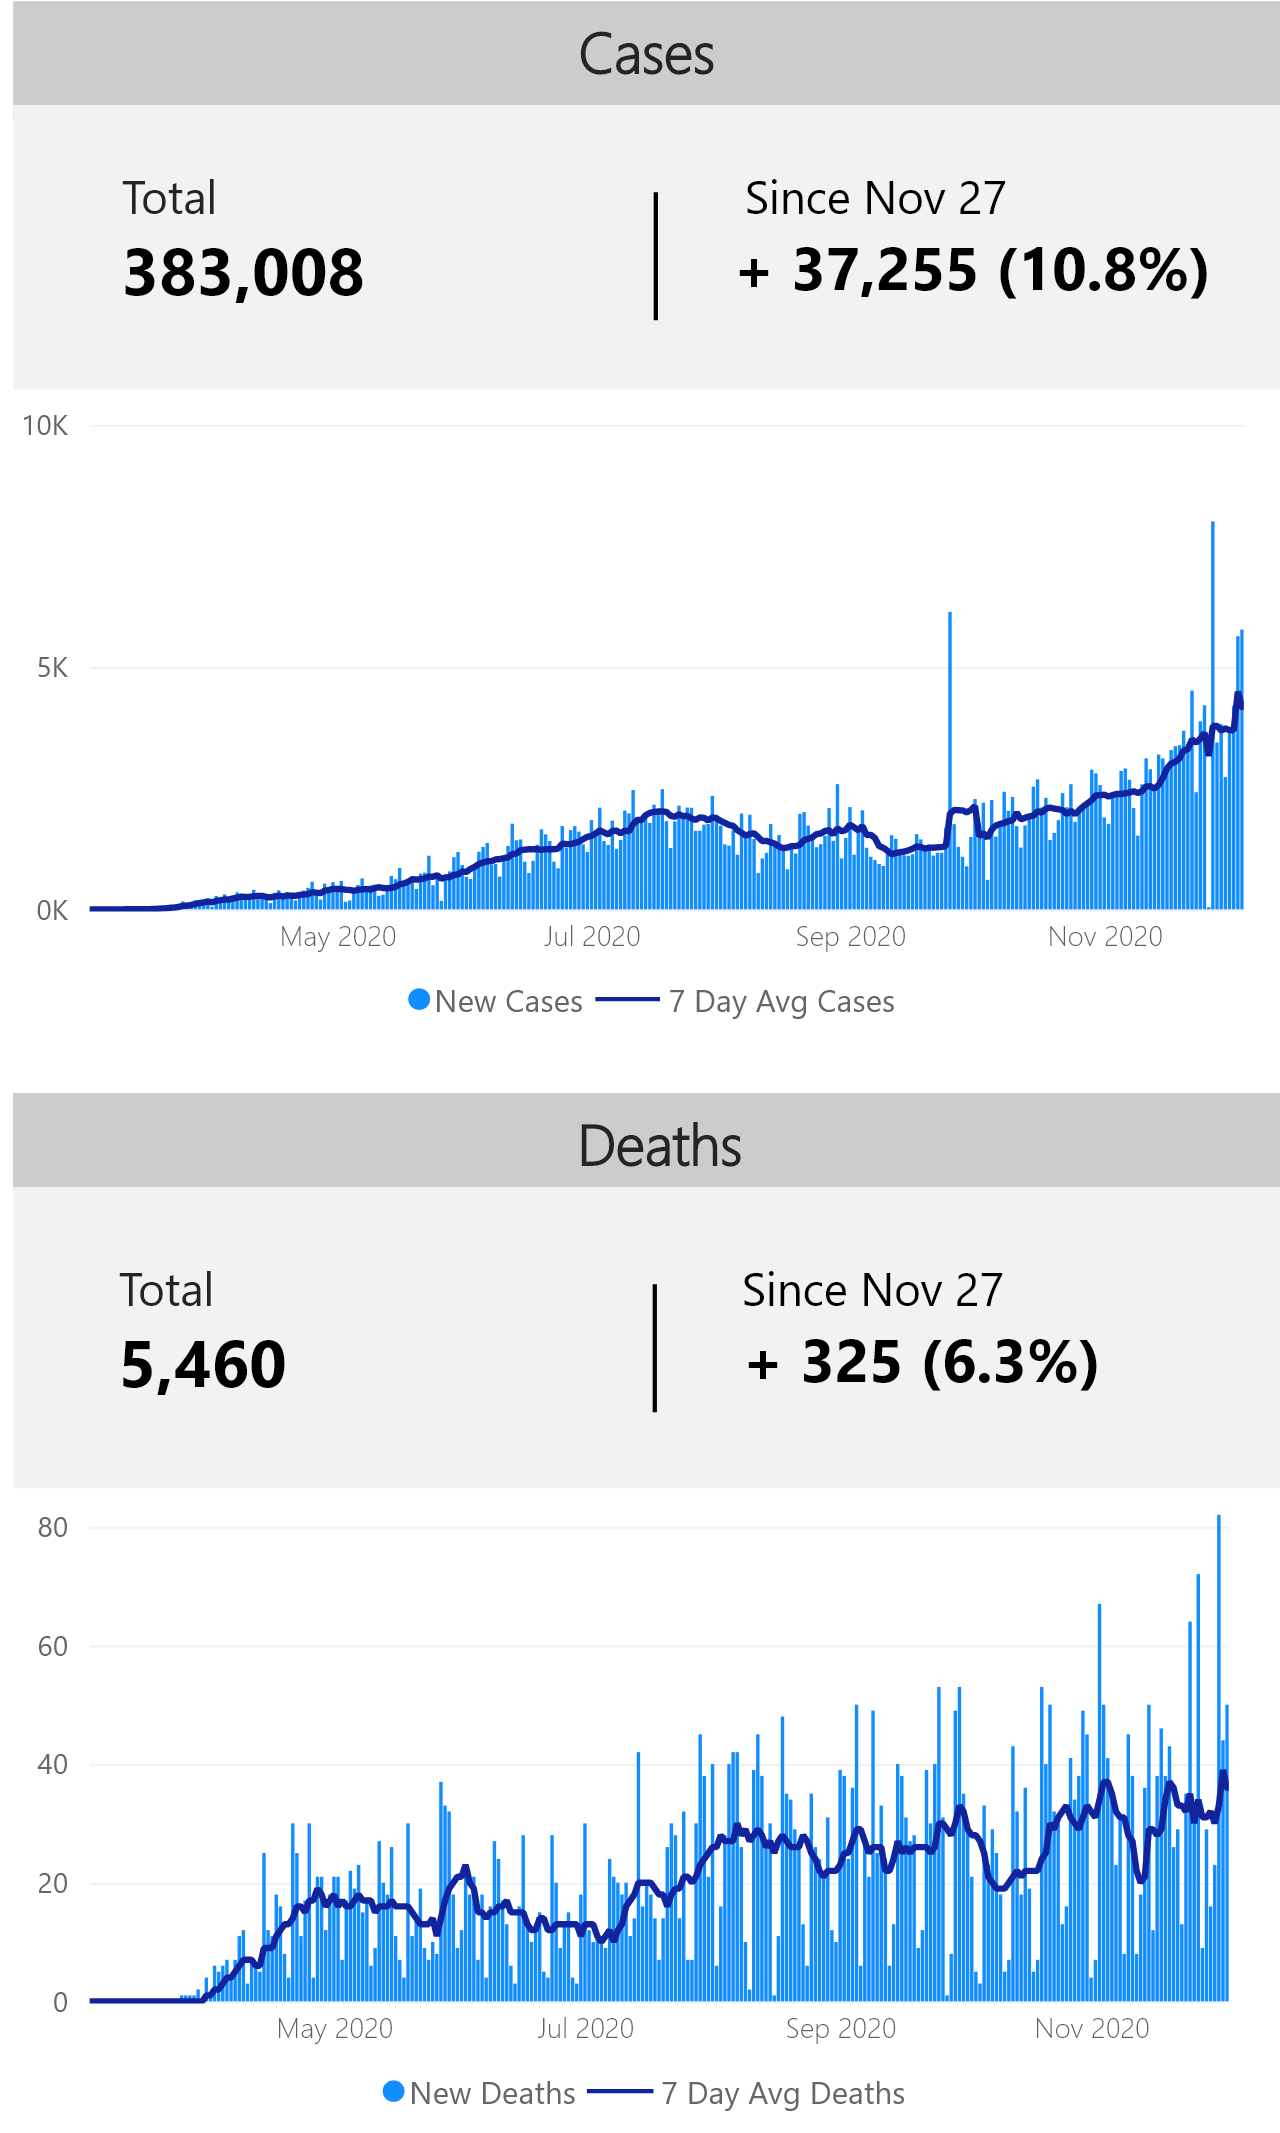 Cases
Total
383,008
Since Nov 27
+ 37,255 (10.8%)
10K
5K
0K
May 2020
Jul 2020
Sep 2020
Nov 2020
New Cases
7 Day Avg Cases
Deaths
Total
5,460
Since Nov 27
+ 325 (6.3%)
80
60
40
20
0
May 2020
Jul 2020
Sep 2020
Nov 2020
New Deaths
7 Day Avg Deaths